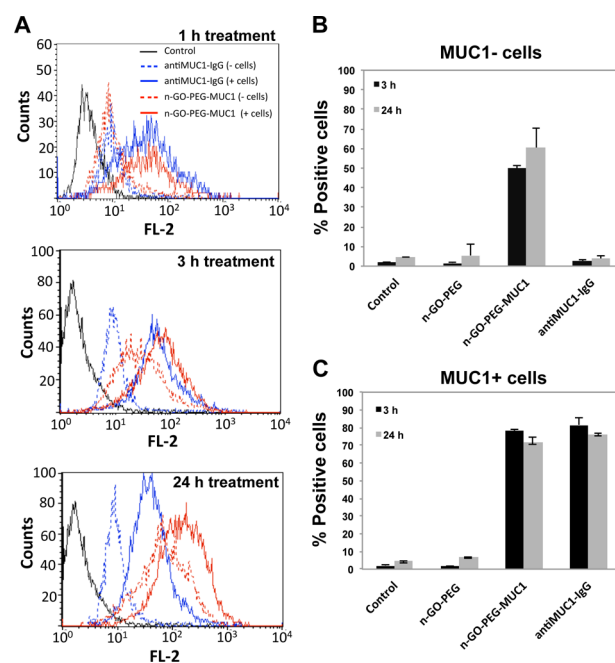 A
1 h treatment
Control
antiMUC1-IgG (- cells)
antiMUC1-IgG (+ cells)
n-GO-PEG-MUC1 (- cells)
n-GO-PEG-MUC1 (+ cells)
Counts
60
50
40
30
20
10
10⁰ 10¹ 10² 10³ 10⁴
FL-2
3 h treatment
Counts
100
80
60
40
20
0
10⁰ 10¹ 10² 10³ 10⁴
FL-2
24 h treatment
Counts
100
80
60
40
20
0
10⁰ 10¹ 10² 10³ 10⁴
FL-2
B
MUC1- cells
% Positive cells
100
90
80
70
60
50
40
30
20
10
0
3 h
24 h
Control
n-GO-PEG
n-GO-PEG-MUC1
antiMUC1-IgG
C
MUC1+ cells
% Positive cells
100
90
80
70
60
50
40
30
20
10
0
3 h
24 h
Control
n-GO-PEG
n-GO-PEG-MUC1
antiMUC1-IgG